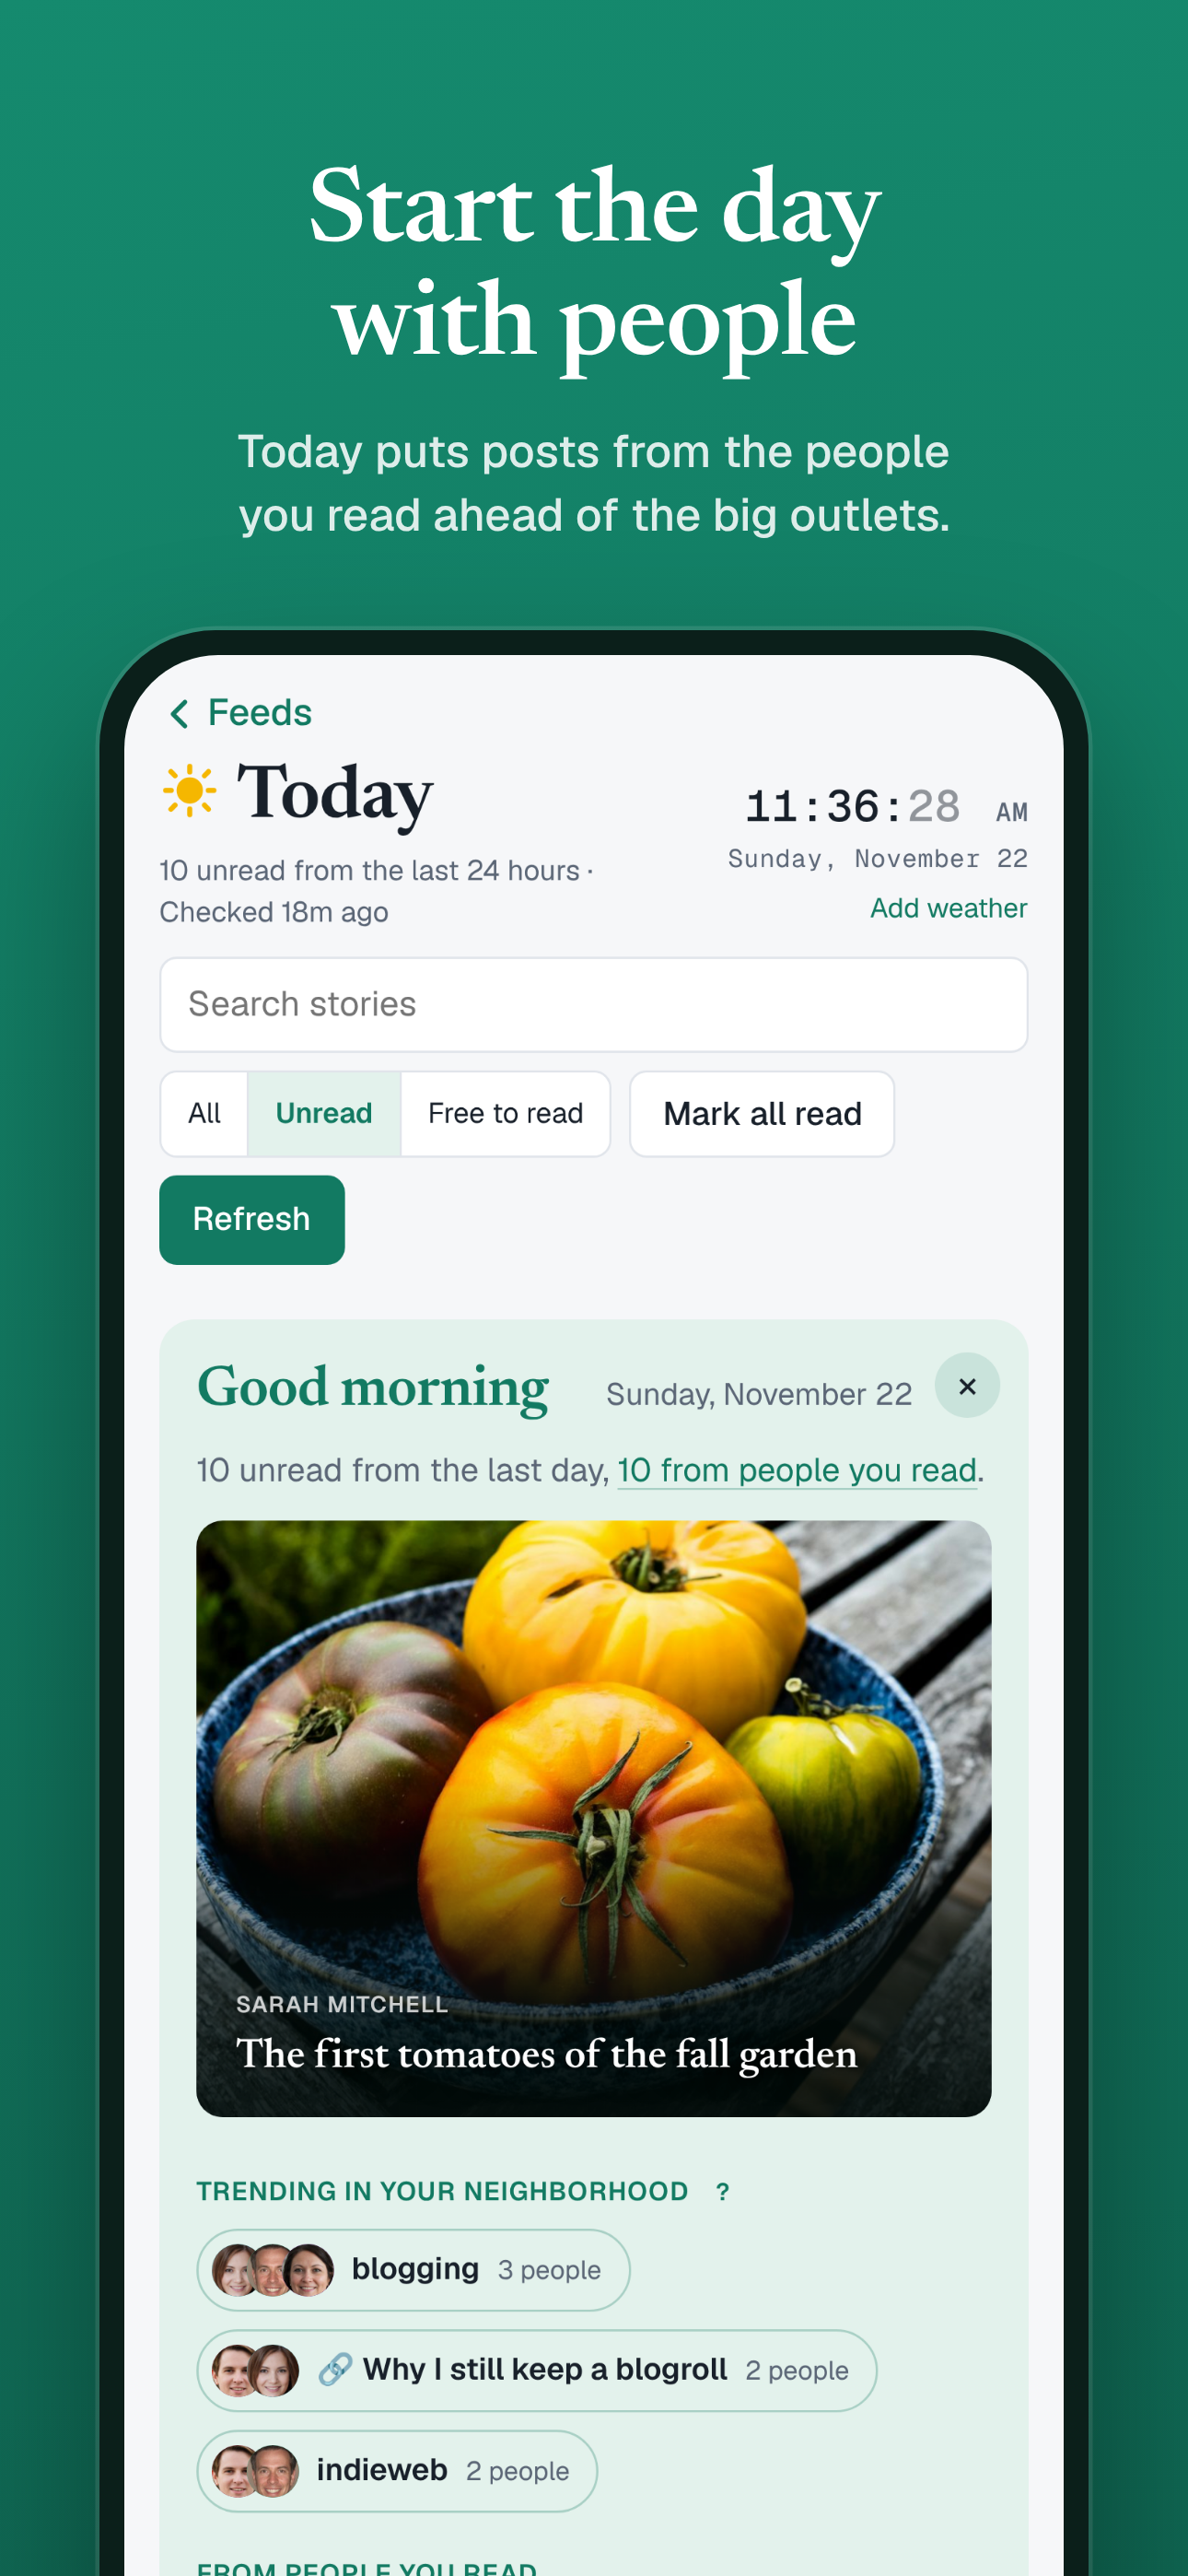 Start the day
with people
Today puts posts from the people
you read ahead of the big outlets.
Feeds
Today
11:36:28 AM
Sunday, November 22
10 unread from the last 24 hours ·
Checked 18m ago
Add weather
Search stories
All Unread Free to read Mark all read
Refresh
Good morning Sunday, November 22 ×
10 unread from the last day, 10 from people you read.
SARAH MITCHELL
The first tomatoes of the fall garden
TRENDING IN YOUR NEIGHBORHOOD ?
blogging 3 people
🔗 Why I still keep a blogroll 2 people
indieweb 2 people
FROM PEOPLE YOU READ